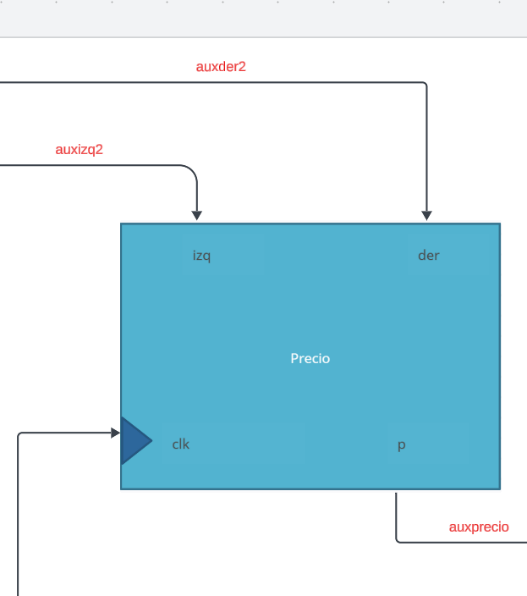 auxder2
auxizq2
izq
der
Precio
clk
p
auxprecio